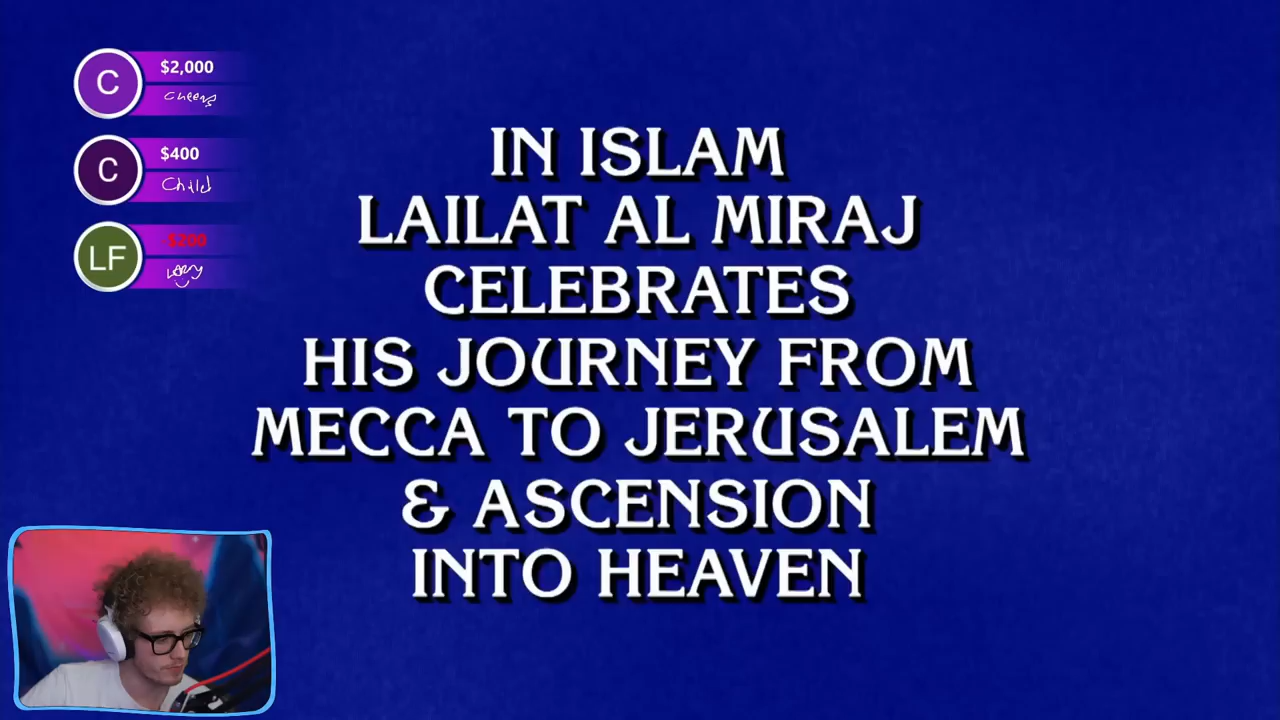 C
$2,000
Cheers
C
$400
Child
LF
-$200
IN ISLAM
LAILAT AL MIRAJ
CELEBRATES
HIS JOURNEY FROM
MECCA TO JERUSALEM
& ASCENSION
INTO HEAVEN